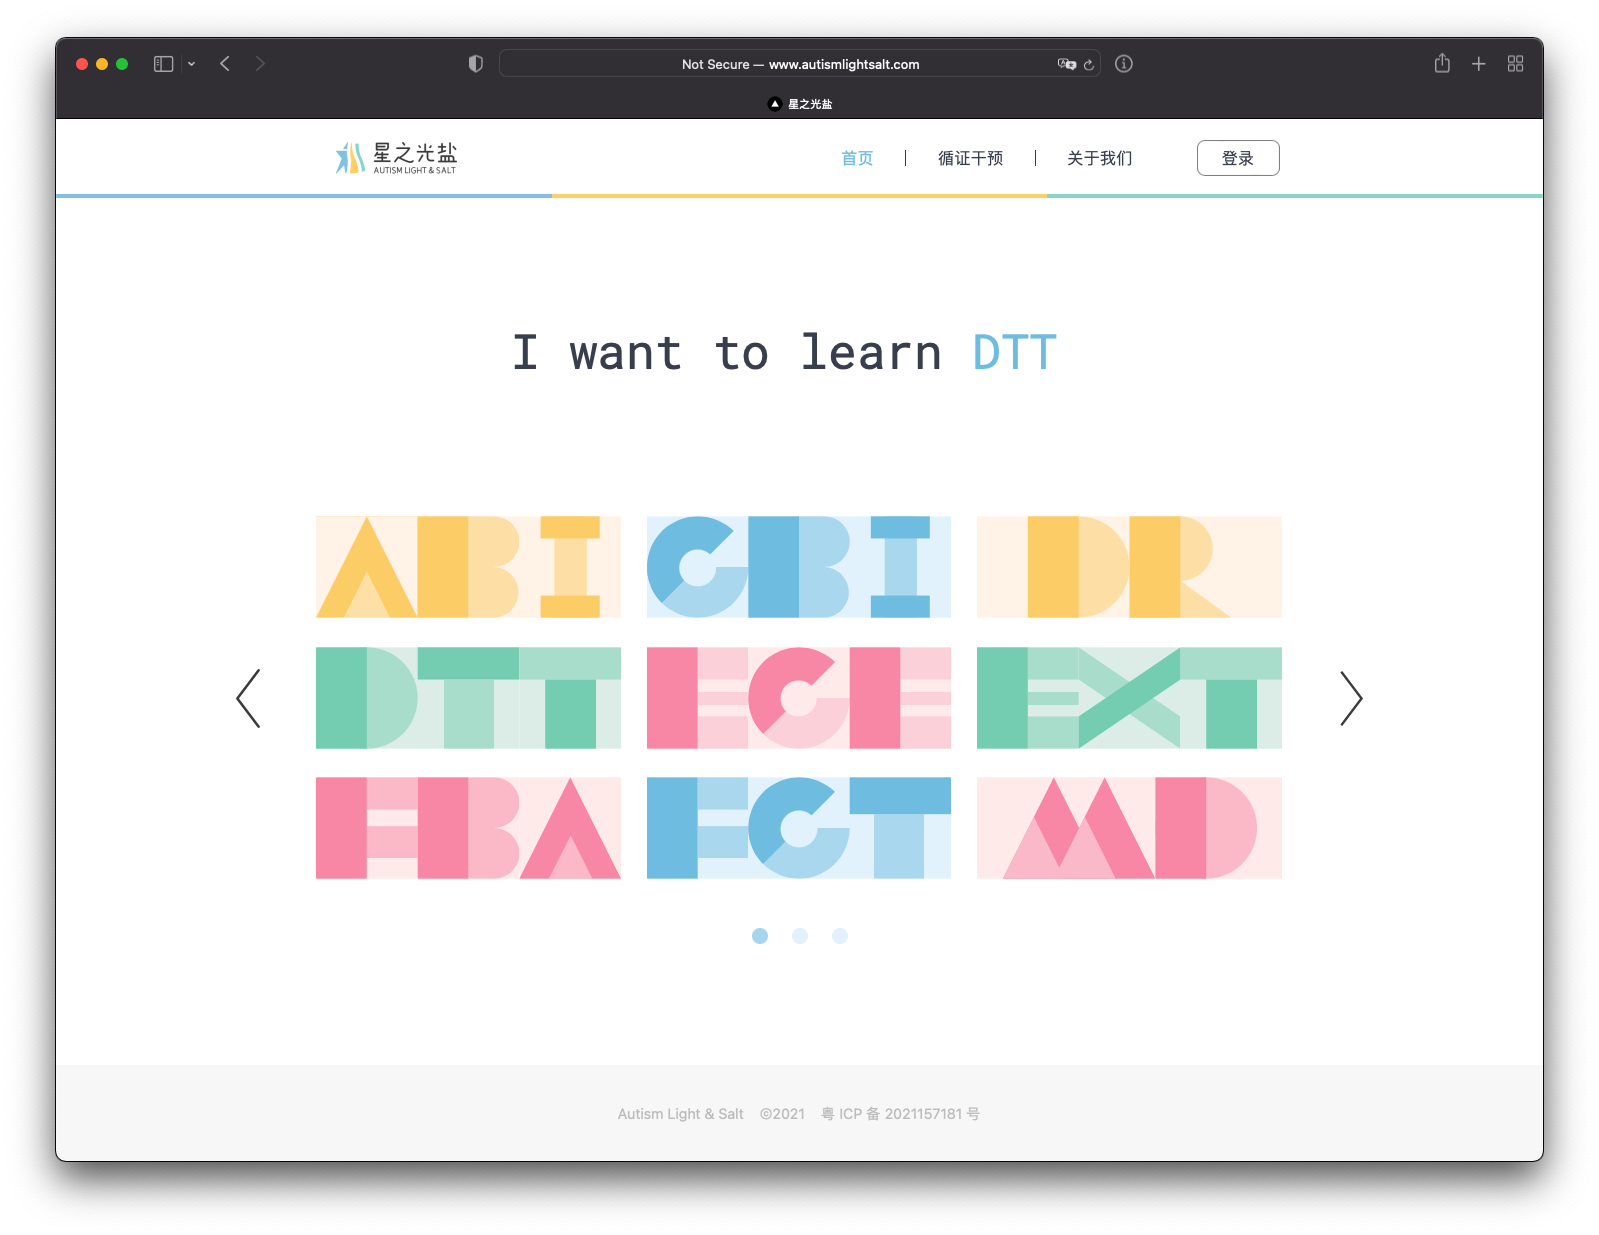 Not Secure — www.autismlightsalt.com
星之光盐
星之光盐
AUTISM LIGHT & SALT
首页 循证干预 关于我们 登录
I want to learn DTT
ABI CBI DR
DTT ECE EXT
FBA FCT MD
Autism Light & Salt ©2021 粤 ICP 备 2021157181 号